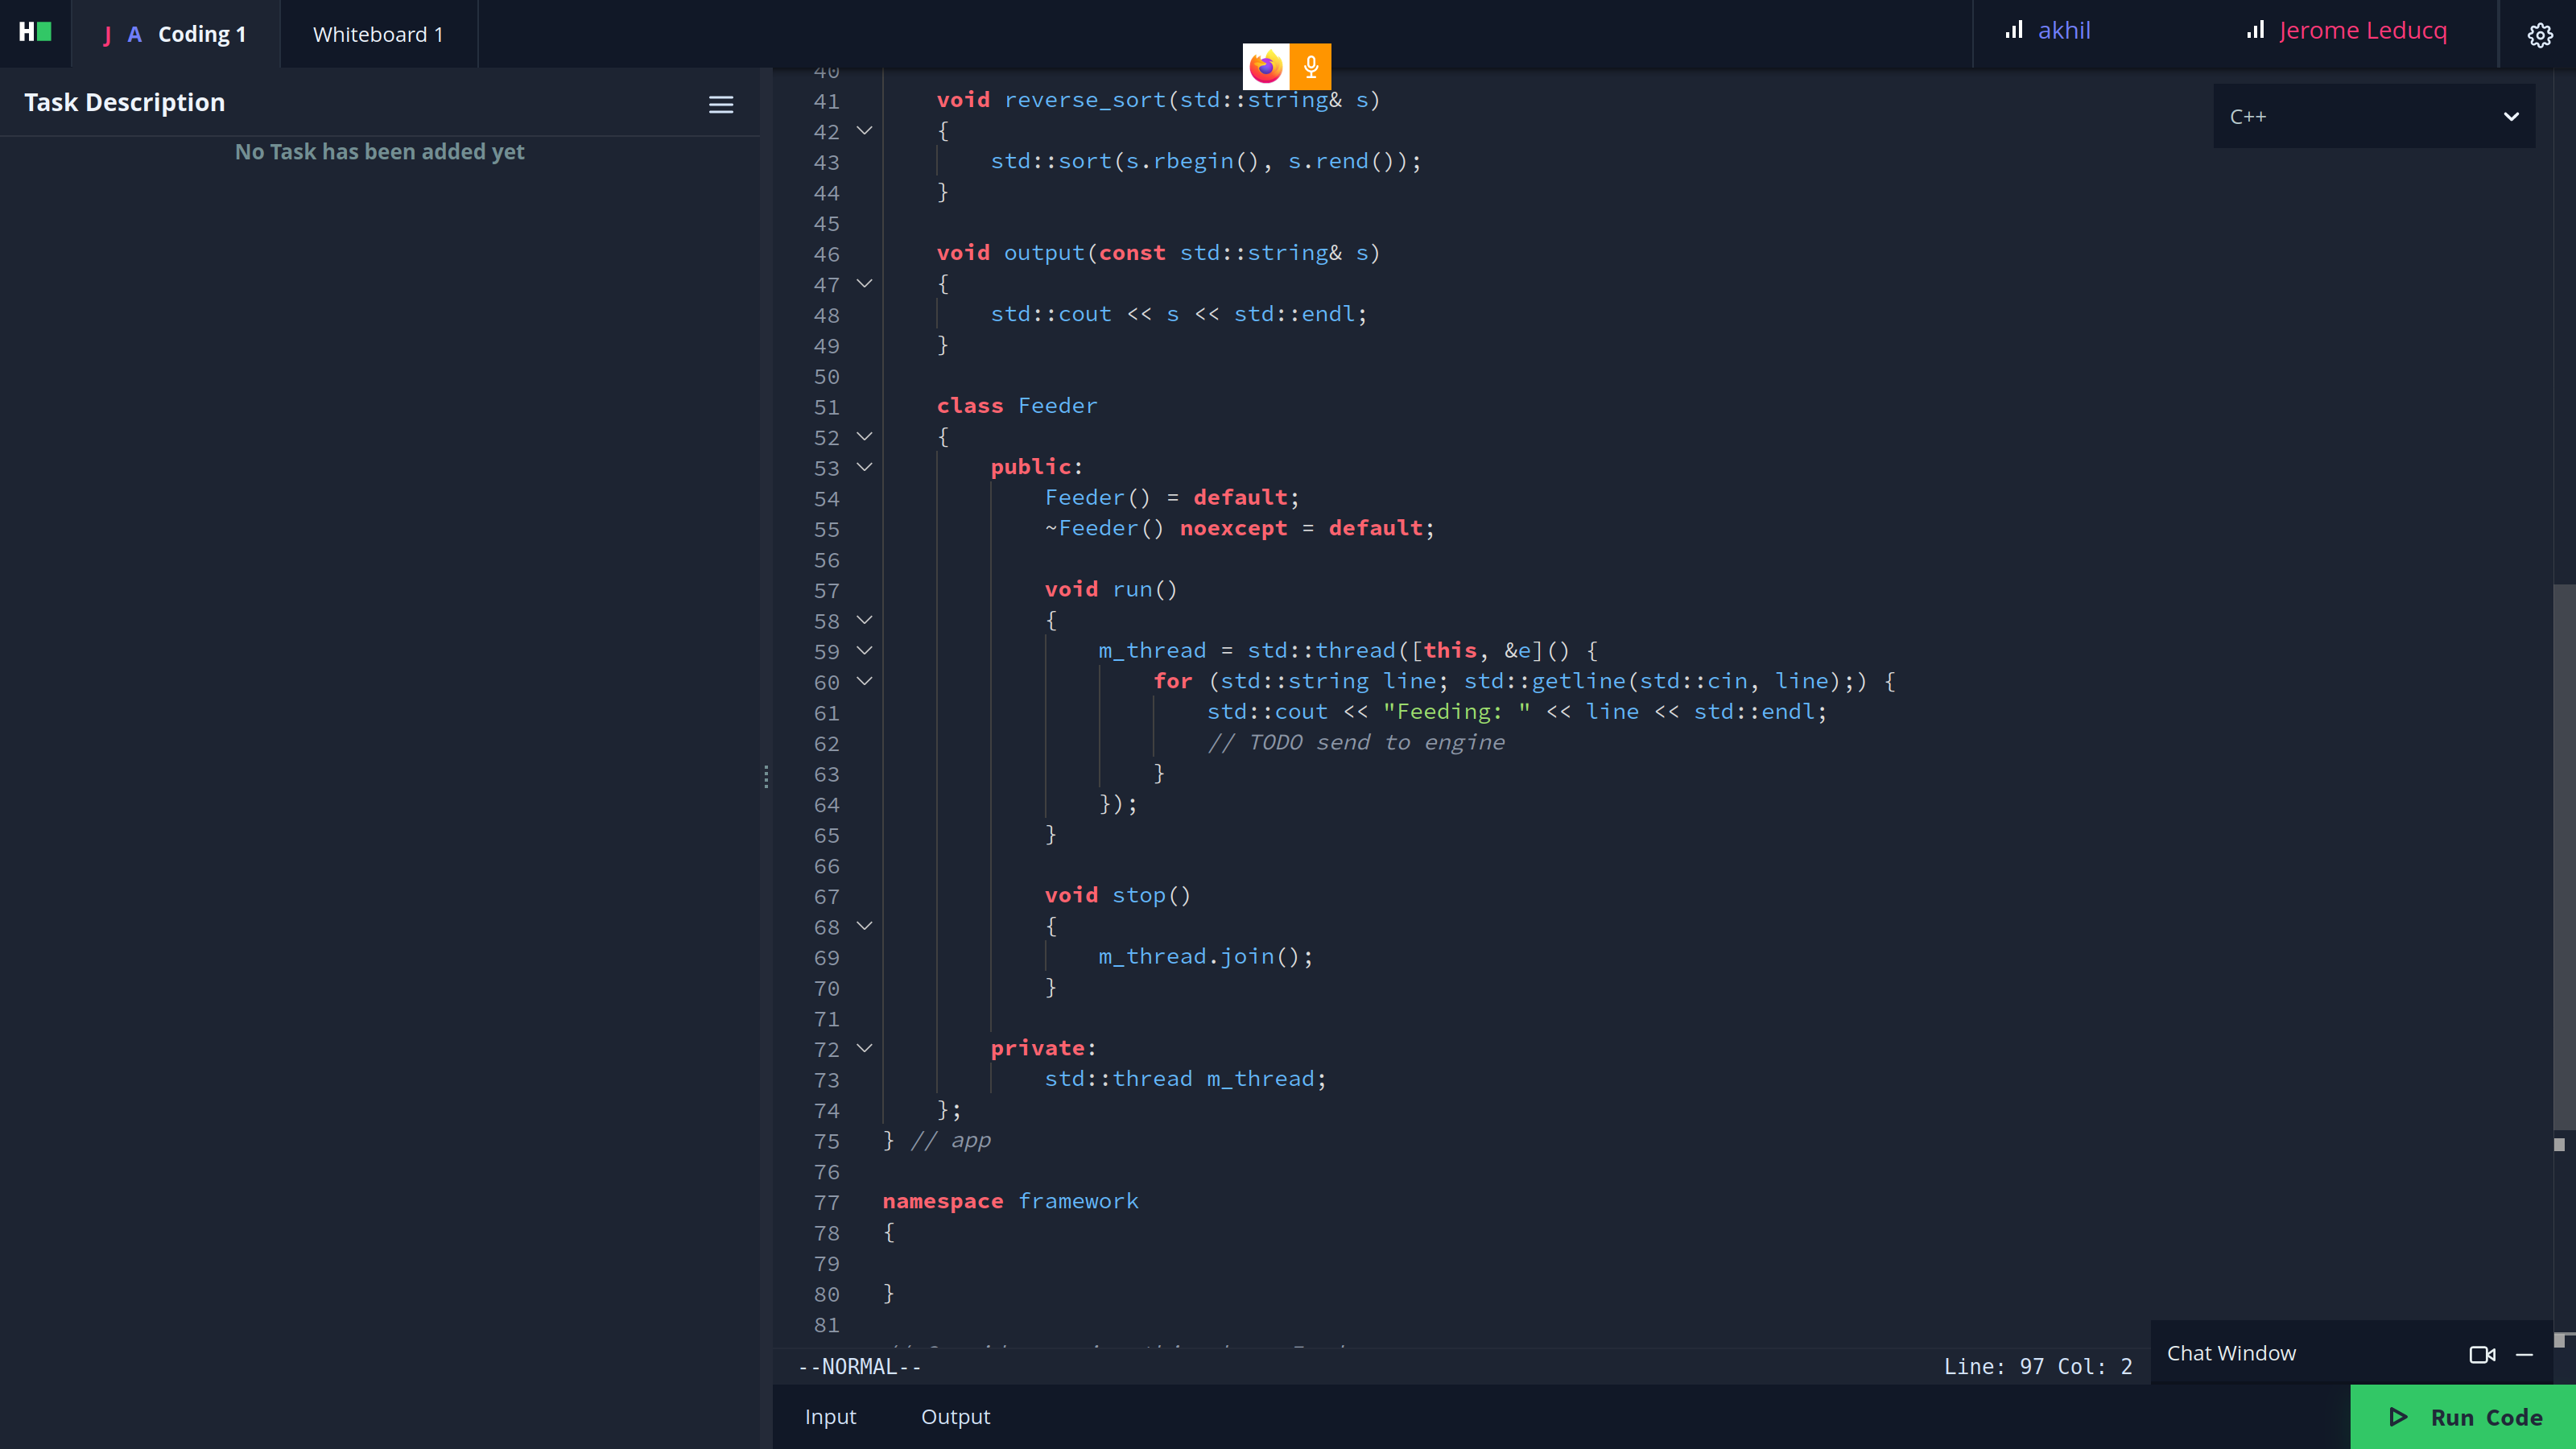 H
J A Coding 1
Whiteboard 1
akhil
Jerome Leducq
Task Description
No Task has been added yet
C++
40
41 void reverse_sort(std::string& s)
42 {
43 std::sort(s.rbegin(), s.rend());
44 }
45
46 void output(const std::string& s)
47 {
48 std::cout << s << std::endl;
49 }
50
51 class Feeder
52 {
53 public:
54 Feeder() = default;
55 ~Feeder() noexcept = default;
56
57 void run()
58 {
59 m_thread = std::thread([this, &e]() {
60 for (std::string line; std::getline(std::cin, line);) {
61 std::cout << "Feeding: " << line << std::endl;
62 // TODO send to engine
63 }
64 });
65 }
66
67 void stop()
68 {
69 m_thread.join();
70 }
71
72 private:
73 std::thread m_thread;
74 };
75 } // app
76
77 namespace framework
78 {
79
80 }
81
--NORMAL--
Line: 97 Col: 2
Chat Window
Input
Output
Run Code